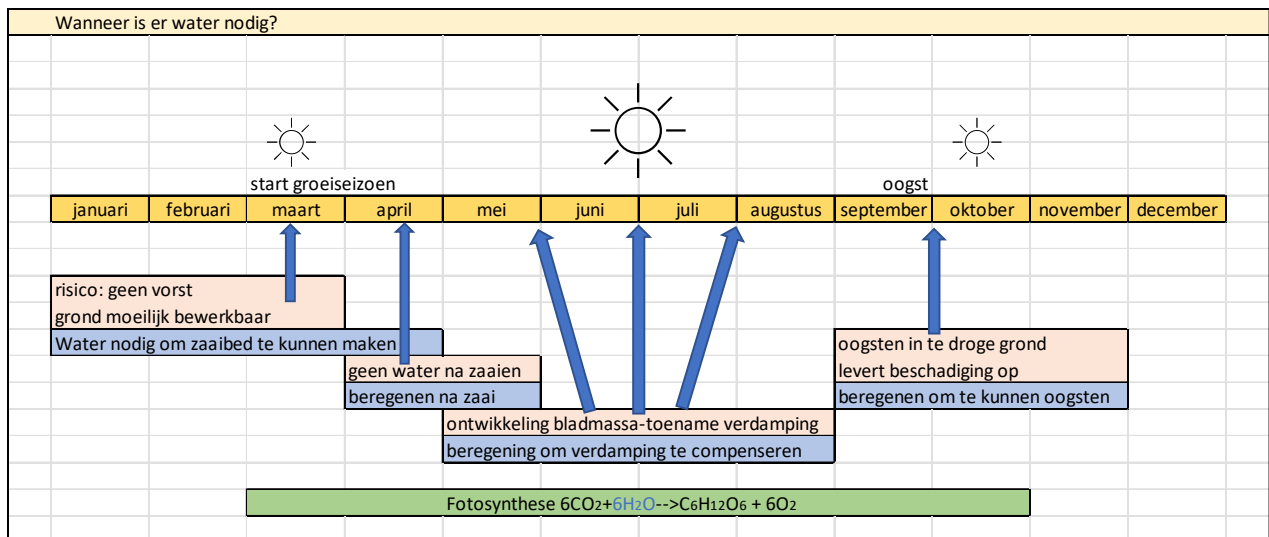 Wanneer is er water nodig?
start groeiseizoen
oogst
januari februari maart april mei juni juli augustus september oktober november december
risico: geen vorst
grond moeilijk bewerkbaar
Water nodig om zaaibed te kunnen maken
geen water na zaaien
beregenen na zaai
oogsten in te droge grond
levert beschadiging op
beregenen om te kunnen oogsten
ontwikkeling bladmassa-toename verdamping
beregening om verdamping te compenseren
Fotosynthese 6CO₂+6H₂O-->C₆H₁₂O₆ + 6O₂